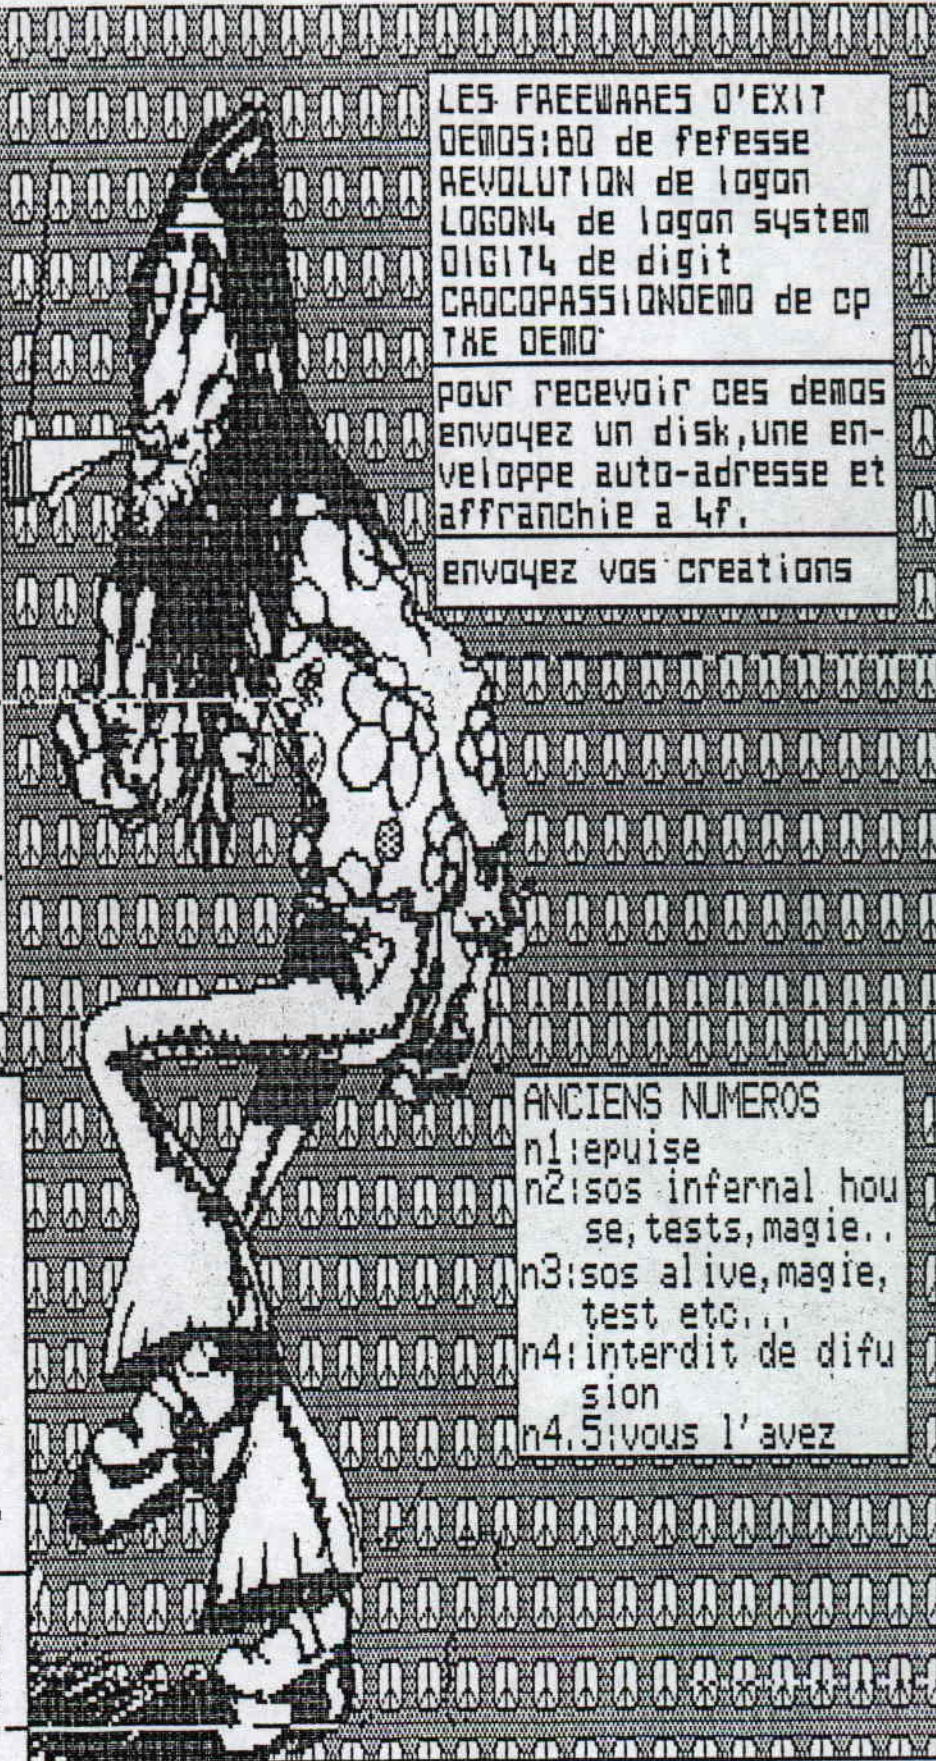 LES FREEWARES D'EXIT
DEMOS:BD de fefesse
REVOLUTION de logon
LOGON4 de logon system
DIGIT4 de digit
CROCOPASSIONDEMO de cp
THE DEMO
pour recevoir ces demos
envoyez un disk,une en-
veloppe auto-adresse et
affranchie a 4f.
envoyez vos creations
ANCIENS NUMEROS
n1:epuise
n2:sos infernal hou
se,tests,magie..
n3:sos alive,magie,
test etc...
n4:interdit de difu
sion
n4.5:vous l'avez